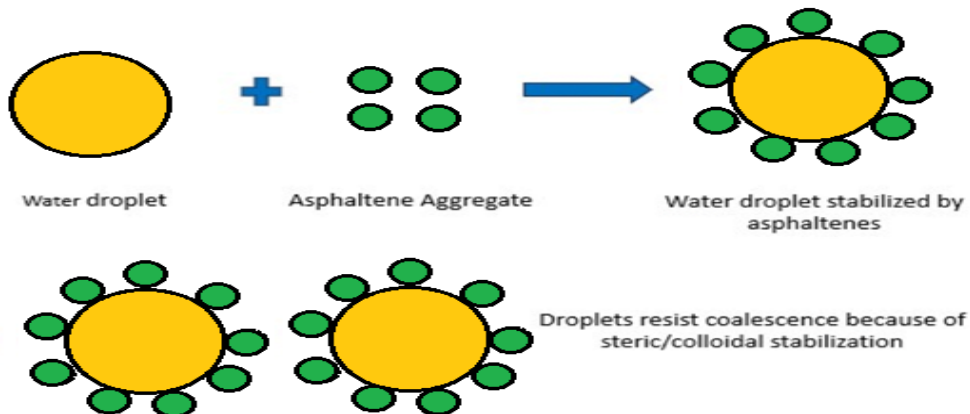 Water droplet
Asphaltene Aggregate
Water droplet stabilized by
asphaltenes
Droplets resist coalescence because of
steric/colloidal stabilization